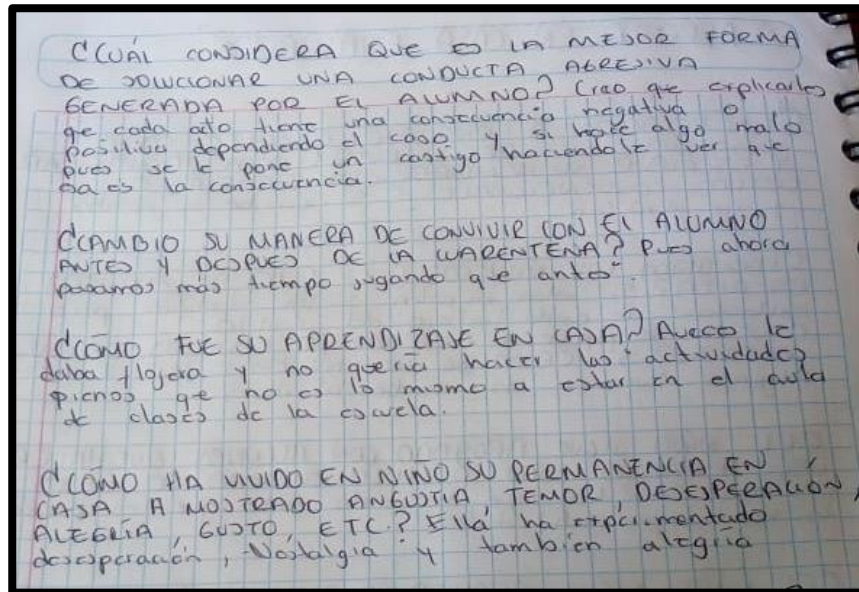 ¿CUÁL CONSIDERA QUE ES LA MEJOR FORMA
DE SOLUCIONAR UNA CONDUCTA AGRESIVA
GENERADA POR EL ALUMNO? Creo que explicarles
qe cada acto tiene una consecuencia negativa o
positiva dependiendo el caso y si hace algo malo
pues se le pone un castigo haciendole ver que
esa es la consecuencia.
¿CAMBIO SU MANERA DE CONVIVIR CON EL ALUMNO
ANTES Y DESPUES DE LA CUARENTENA? Pues ahora
pasamos más tiempo jugando que antes.
¿CÓMO FUE SU APRENDIZAJE EN CASA? Aveces le
daba flojera y no queria hacer las actividades
pienso que no es lo mismo a estar en el aula
de clases de la escuela.
¿CÓMO HA VIVIDO EN NIÑO SU PERMANENCIA EN
CASA A MOSTRADO ANGUSTIA, TEMOR, DESESPERACIÓN,
ALEGRÍA, GUSTO, ETC.? Ella ha experimentado
desesperación, Nostalgia y tambien alegria